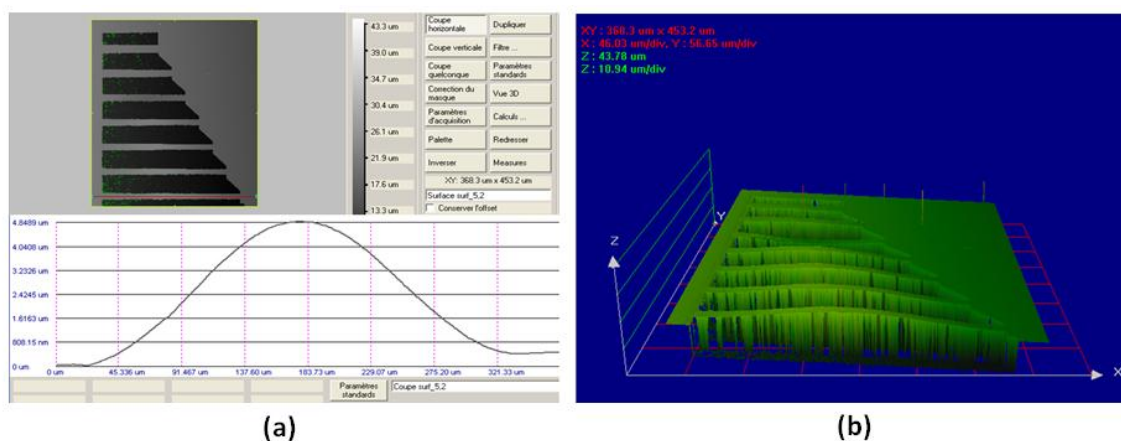 43.3 um
39.0 um
34.7 um
30.4 um
26.1 um
21.9 um
17.6 um
13.3 um
Coupe horizontale
Dupliquer
Coupe verticale
Filtre ...
Coupe quelconque
Paramètres standards
Correction du masque
Vue 3D
Paramètres d'acquisition
Calculs ...
Palette
Redresser
Inverser
Measures
XY: 368.3 um x 453.2 um
Surface surf_5,2
Conserver l'offset
4.8489 um
4.0408 um
3.2326 um
2.4245 um
1.6163 um
808.15 nm
0 um
0 um
45.336 um
91.467 um
137.60 um
183.73 um
229.07 um
275.20 um
321.33 um
Paramètres standards
Coupe surf_5,2
(a)
XY : 368.3 um x 453.2 um
X : 46.03 um/div, Y : 56.65 um/div
Z : 43.78 um
Z : 10.94 um/div
Z
Y
X
(b)